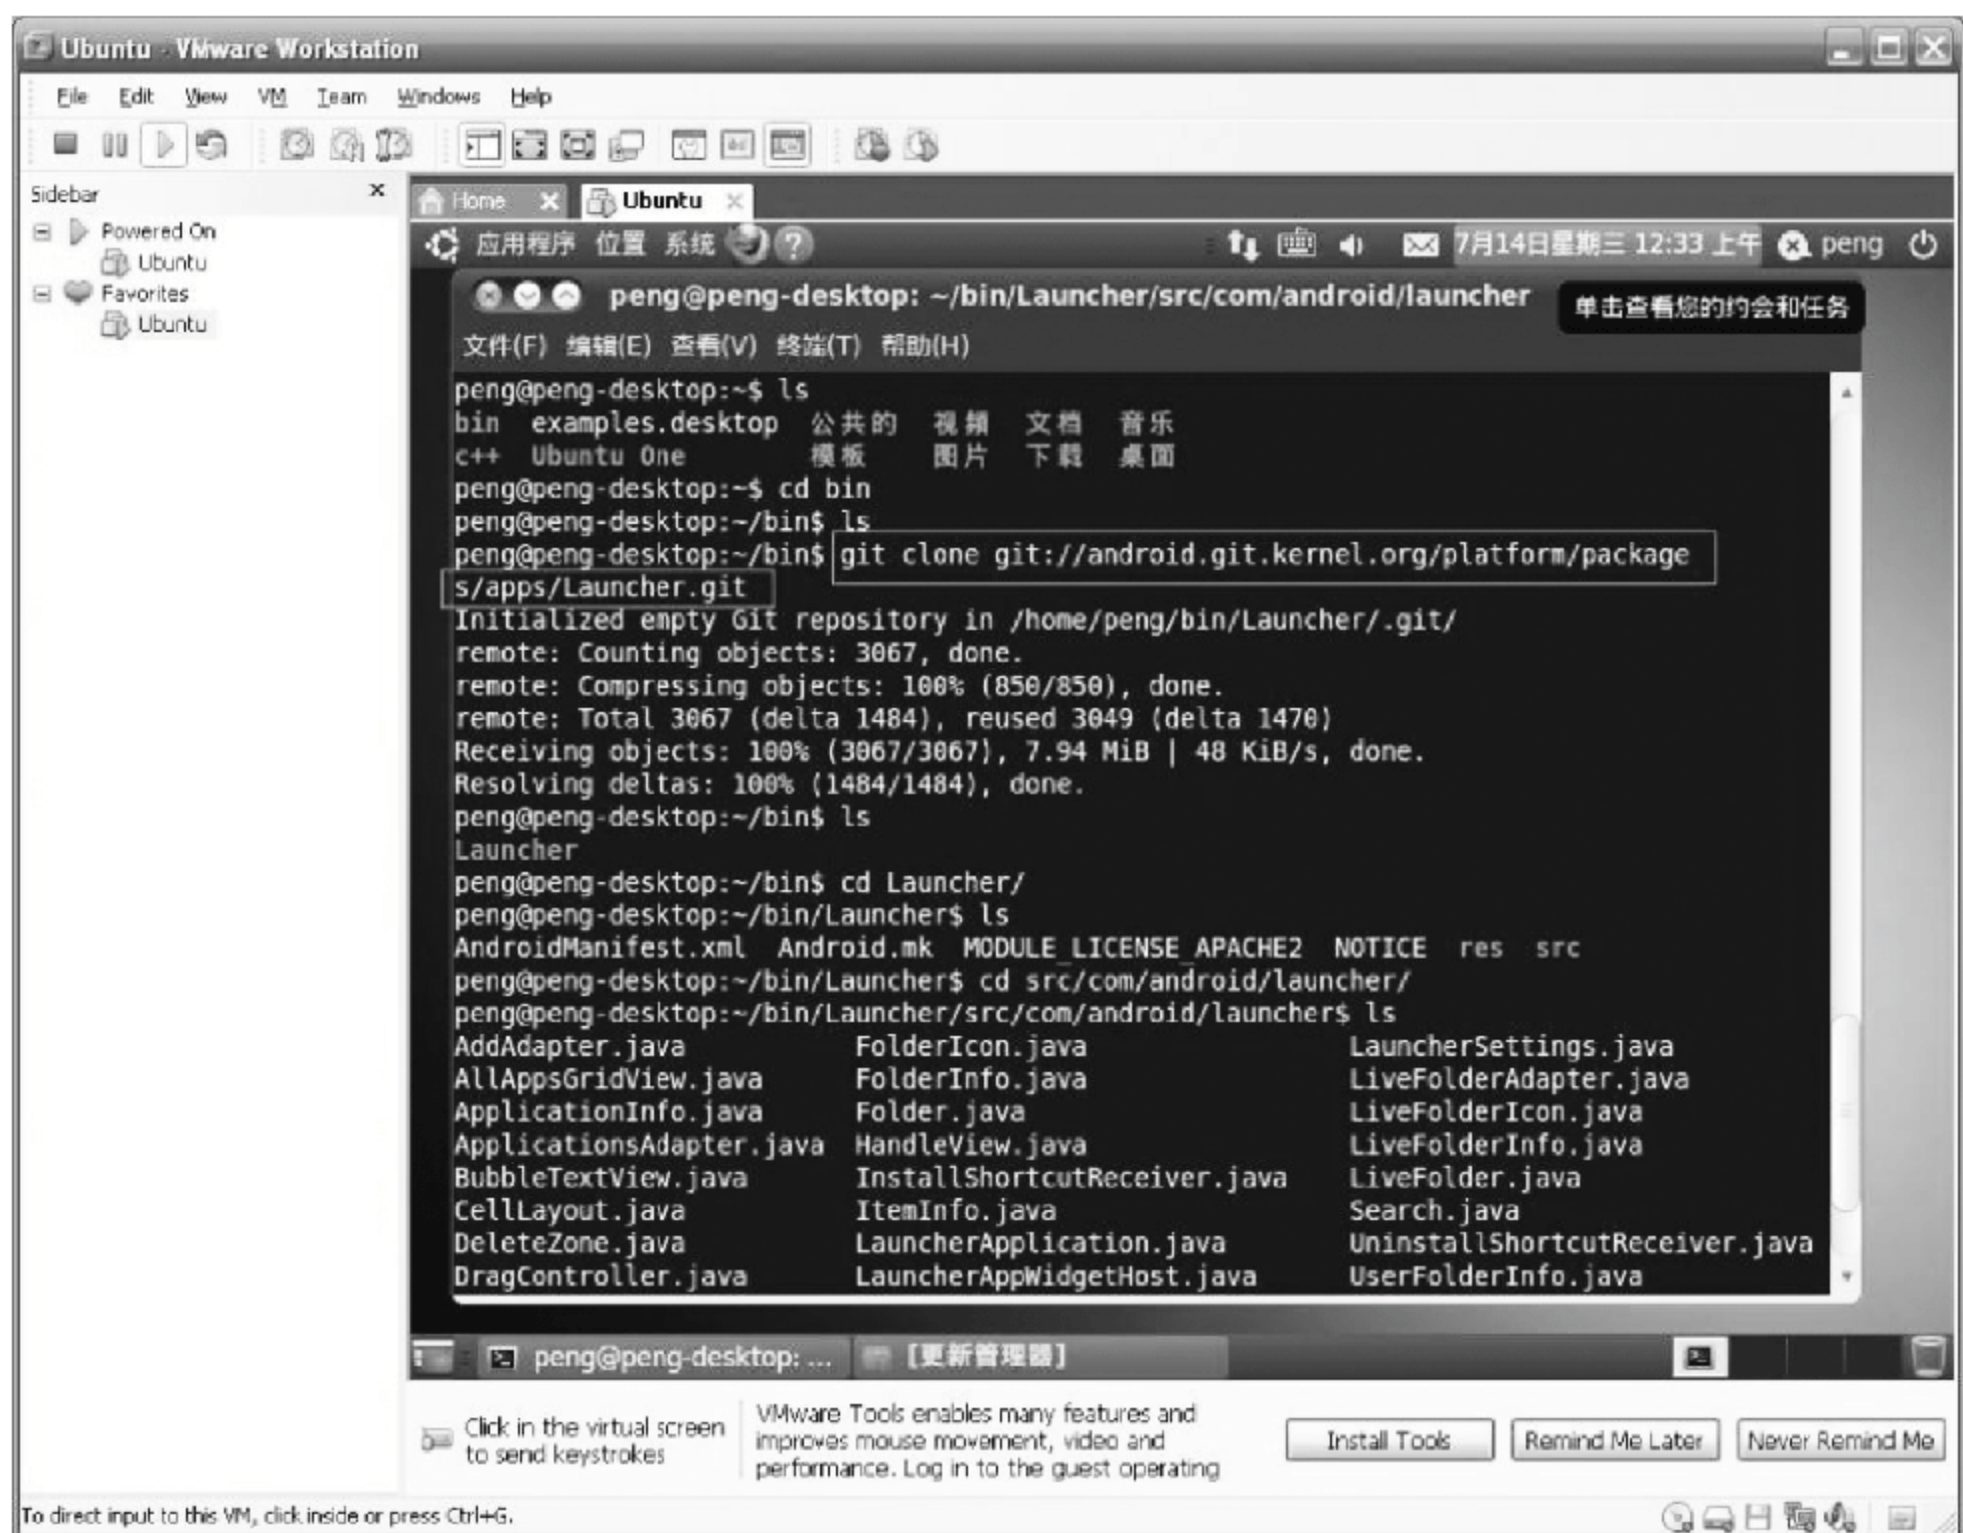 Ubuntu - VMware Workstation
File Edit View VM Team Windows Help
Sidebar
Powered On
Ubuntu
Favorites
Ubuntu
Home Ubuntu
应用程序 位置 系统 7月14日星期三 12:33 上午 peng
peng@peng-desktop: ~/bin/Launcher/src/com/android/launcher
单击查看您的约会和任务
文件(F) 编辑(E) 查看(V) 终端(T) 帮助(H)
peng@peng-desktop:~$ ls
bin examples.desktop 公共的 视频 文档 音乐
c++ Ubuntu One 模板 图片 下载 桌面
peng@peng-desktop:~$ cd bin
peng@peng-desktop:~/bin$ ls
peng@peng-desktop:~/bin$ git clone git://android.git.kernel.org/platform/package
s/apps/Launcher.git
Initialized empty Git repository in /home/peng/bin/Launcher/.git/
remote: Counting objects: 3067, done.
remote: Compressing objects: 100% (850/850), done.
remote: Total 3067 (delta 1484), reused 3049 (delta 1470)
Receiving objects: 100% (3067/3067), 7.94 MiB | 48 KiB/s, done.
Resolving deltas: 100% (1484/1484), done.
peng@peng-desktop:~/bin$ ls
Launcher
peng@peng-desktop:~/bin$ cd Launcher/
peng@peng-desktop:~/bin/Launcher$ ls
AndroidManifest.xml Android.mk MODULE_LICENSE_APACHE2 NOTICE res src
peng@peng-desktop:~/bin/Launcher$ cd src/com/android/launcher/
peng@peng-desktop:~/bin/Launcher/src/com/android/launcher$ ls
AddAdapter.java FolderIcon.java LauncherSettings.java
AllAppsGridView.java FolderInfo.java LiveFolderAdapter.java
ApplicationInfo.java Folder.java LiveFolderIcon.java
ApplicationsAdapter.java HandleView.java LiveFolderInfo.java
BubbleTextView.java InstallShortcutReceiver.java LiveFolder.java
CellLayout.java ItemInfo.java Search.java
DeleteZone.java LauncherApplication.java UninstallShortcutReceiver.java
DragController.java LauncherAppWidgetHost.java UserFolderInfo.java
peng@peng-desktop: ... [更新管理器]
Click in the virtual screen
to send keystrokes
VMware Tools enables many features and
improves mouse movement, video and
performance. Log in to the guest operating
Install Tools Remind Me Later Never Remind Me
To direct input to this VM, click inside or press Ctrl+G.